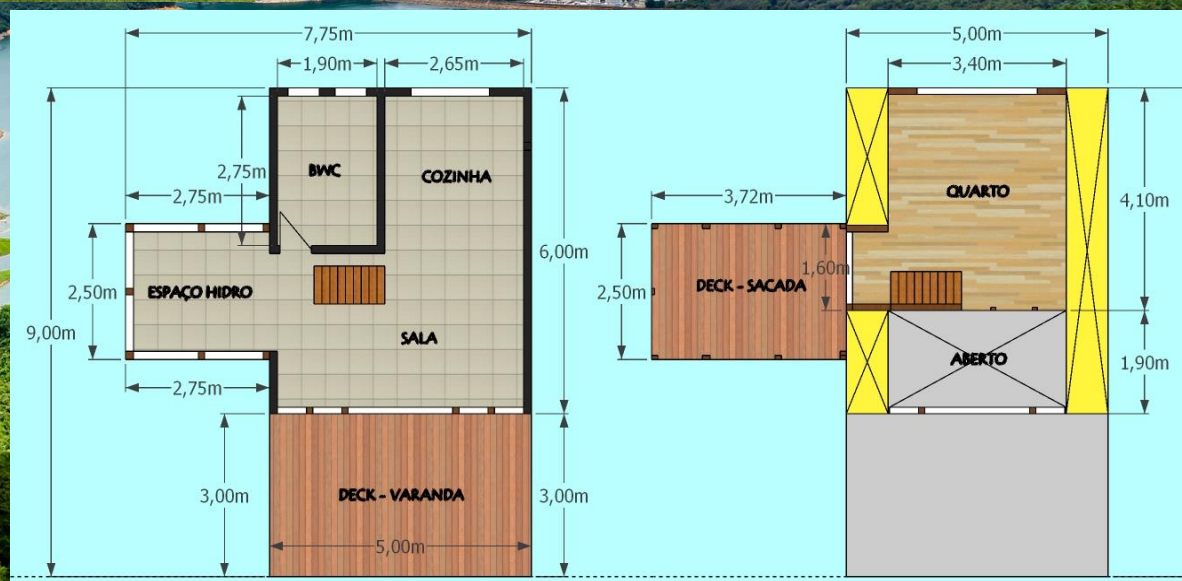 7,75m
1,90m
2,65m
2,75m
BWC
COZINHA
2,75m
6,00m
2,50m
ESPAÇO HIDRO
9,00m
SALA
2,75m
3,00m
DECK - VARANDA
3,00m
5,00m
5,00m
3,40m
QUARTO
4,10m
3,72m
1,60m
2,50m
DECK - SACADA
ABERTO
1,90m